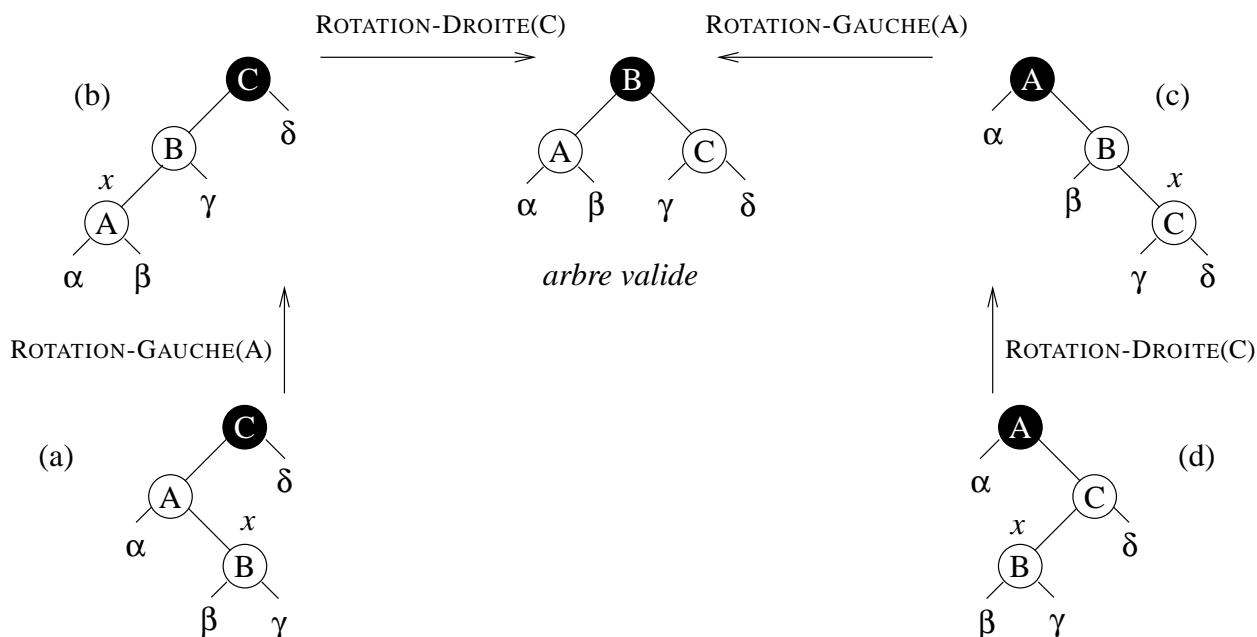 ROTATION-DROITE(C) ROTATION-GAUCHE(A)
(b) C B A (c)
δ B A C α B
x γ α β γ δ β x
A C
α β arbre valide γ δ
ROTATION-GAUCHE(A) ROTATION-DROITE(C)
(a) C A (d)
A δ α C
x x
α B B δ
β γ β γ